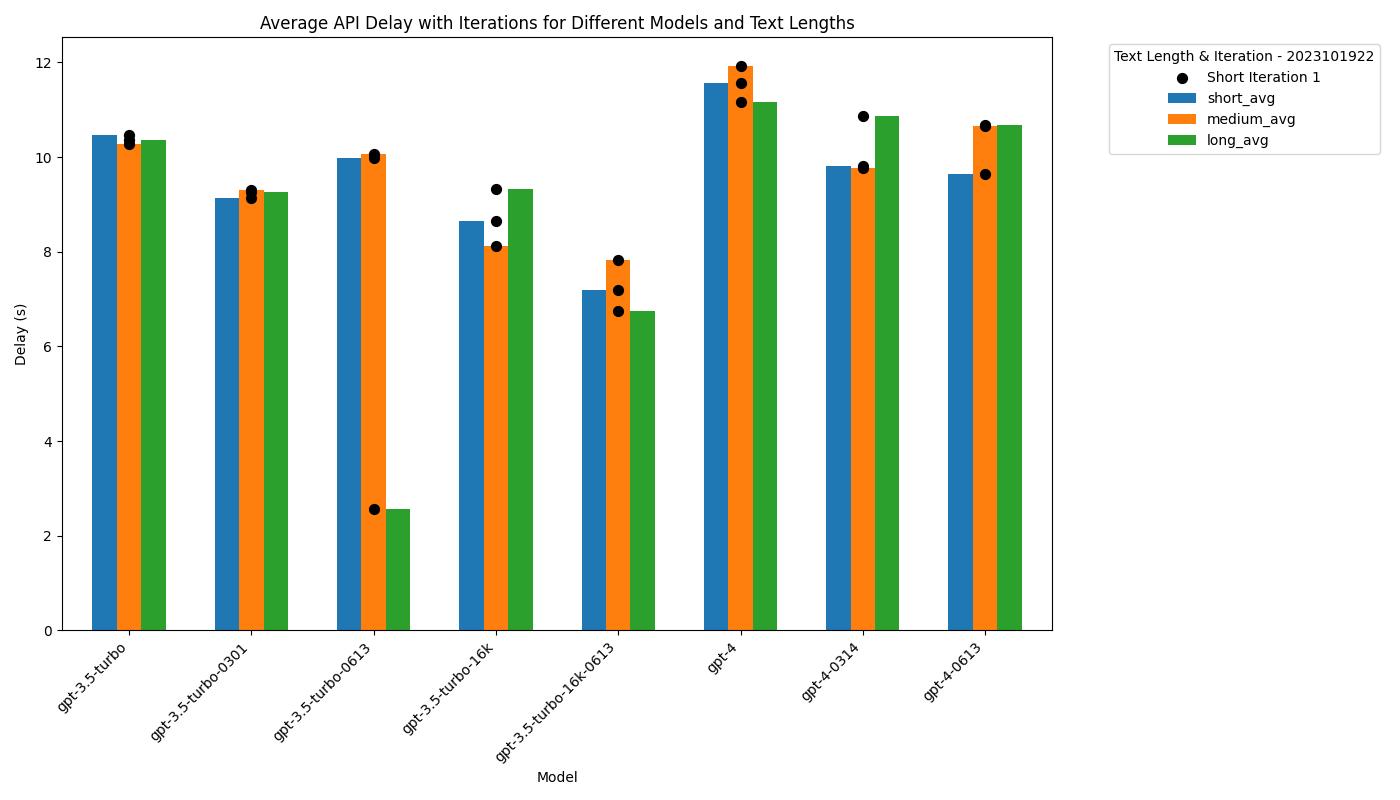 Average API Delay with Iterations for Different Models and Text Lengths
Text Length & Iteration - 2023101922
Short Iteration 1
short_avg
medium_avg
long_avg
Delay (s)
12
10
8
6
4
2
0
gpt-3.5-turbo
gpt-3.5-turbo-0301
gpt-3.5-turbo-0613
gpt-3.5-turbo-16k
gpt-3.5-turbo-16k-0613
gpt-4
gpt-4-0314
gpt-4-0613
Model